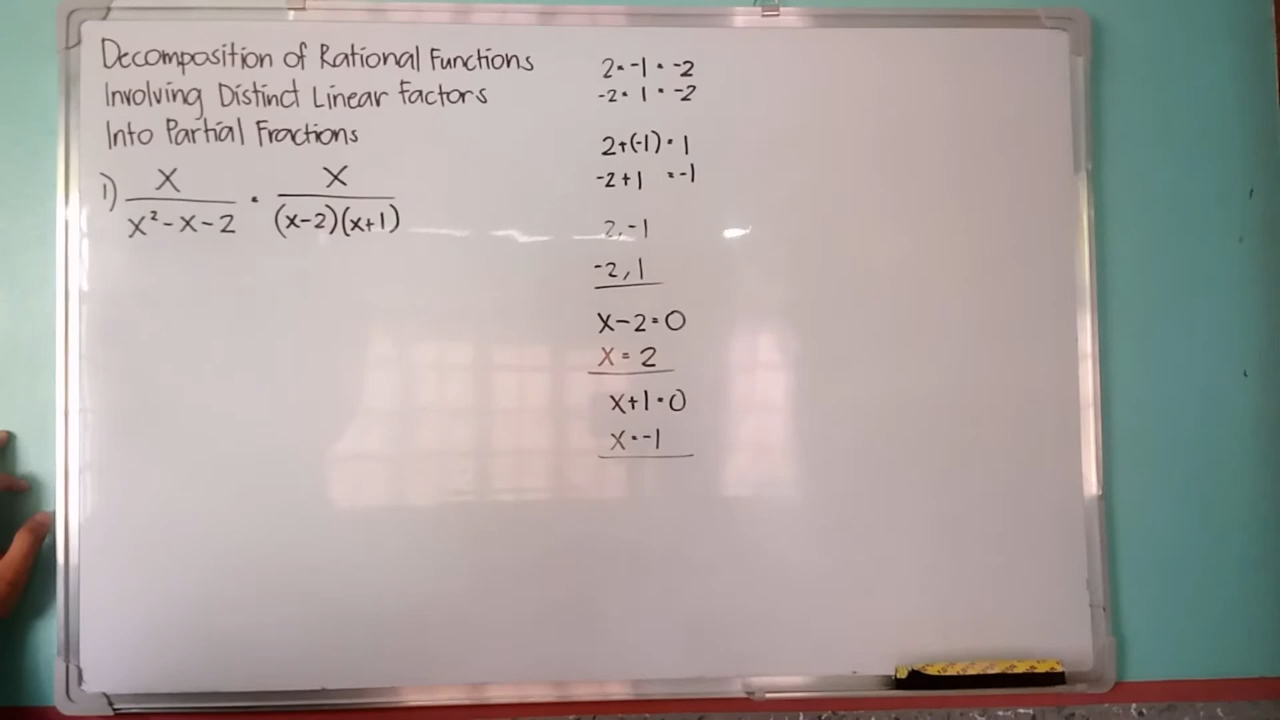 Decomposition of Rational Functions
Involving Distinct Linear Factors
Into Partial Fractions
1) x / (x² - x - 2) = x / ((x-2)(x+1))
2 · -1 = -2
-2 · 1 = -2
2+(-1) = 1
-2+1 = -1
2, -1
-2, 1
x-2=0
x=2
x+1=0
x=-1